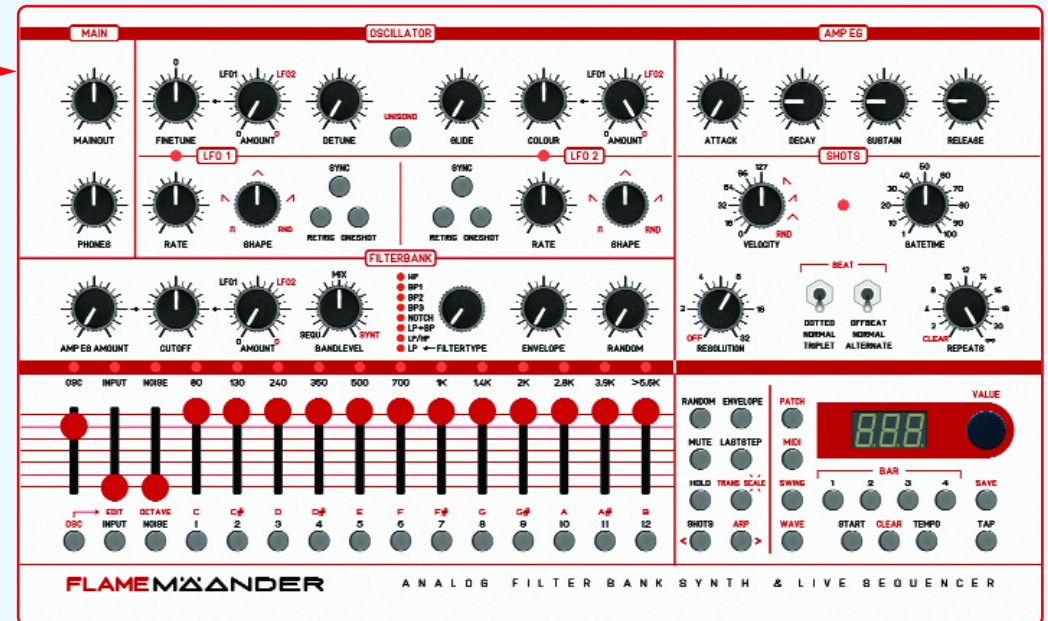 MAIN OSCILLATOR AMP EG
0
LFO1 LFO2
LFO1 LFO2
UNISONO
0 0
0 0
MAINOUT FINETUNE AMOUNT DETUNE GLIDE COLOUR AMOUNT ATTACK DECAY SUSTAIN RELEASE
LFO 1 LFO 2 SHOTS
SYNC SYNC
RND RND
RETRIG ONESHOT RETRIG ONESHOT
PHONES RATE SHAPE RATE SHAPE
0 16 32 64 96 127 RND
VELOCITY
1 10 20 30 40 50 60 70 80 90 100
GATETIME
FILTERBANK
LFO1 LFO2
0 0
MIX
SEQU SYNT
HP
BP1
BP2
BP3
NOTCH
LP+BP
LP/HP
LP
AMP EG AMOUNT CUTOFF AMOUNT BANDLEVEL FILTERTYPE ENVELOPE RANDOM
OFF 2 4 8 16 32
RESOLUTION
BEAT
DOTTED OFFBEAT
NORMAL NORMAL
TRIPLET ALTERNATE
CLEAR 2 4 8 10 12 14 16 18 20 ∞
REPEATS
OSC INPUT NOISE 80 130 240 350 500 700 1K 1.4K 2K 2.8K 3.9K >5.6K
EDIT OCTAVE C C# D D# E F F# G G# A A# B
OSC INPUT NOISE 1 2 3 4 5 6 7 8 9 10 11 12
RANDOM ENVELOPE PATCH
MUTE LASTSTEP MIDI
HOLD TRANS SCALE SWING
SHOTS ARP WAVE
< >
VALUE
888
BAR
1 2 3 4 SAVE
START CLEAR TEMPO TAP
FLAME MÄÄNDER ANALOG FILTER BANK SYNTH & LIVE SEQUENCER